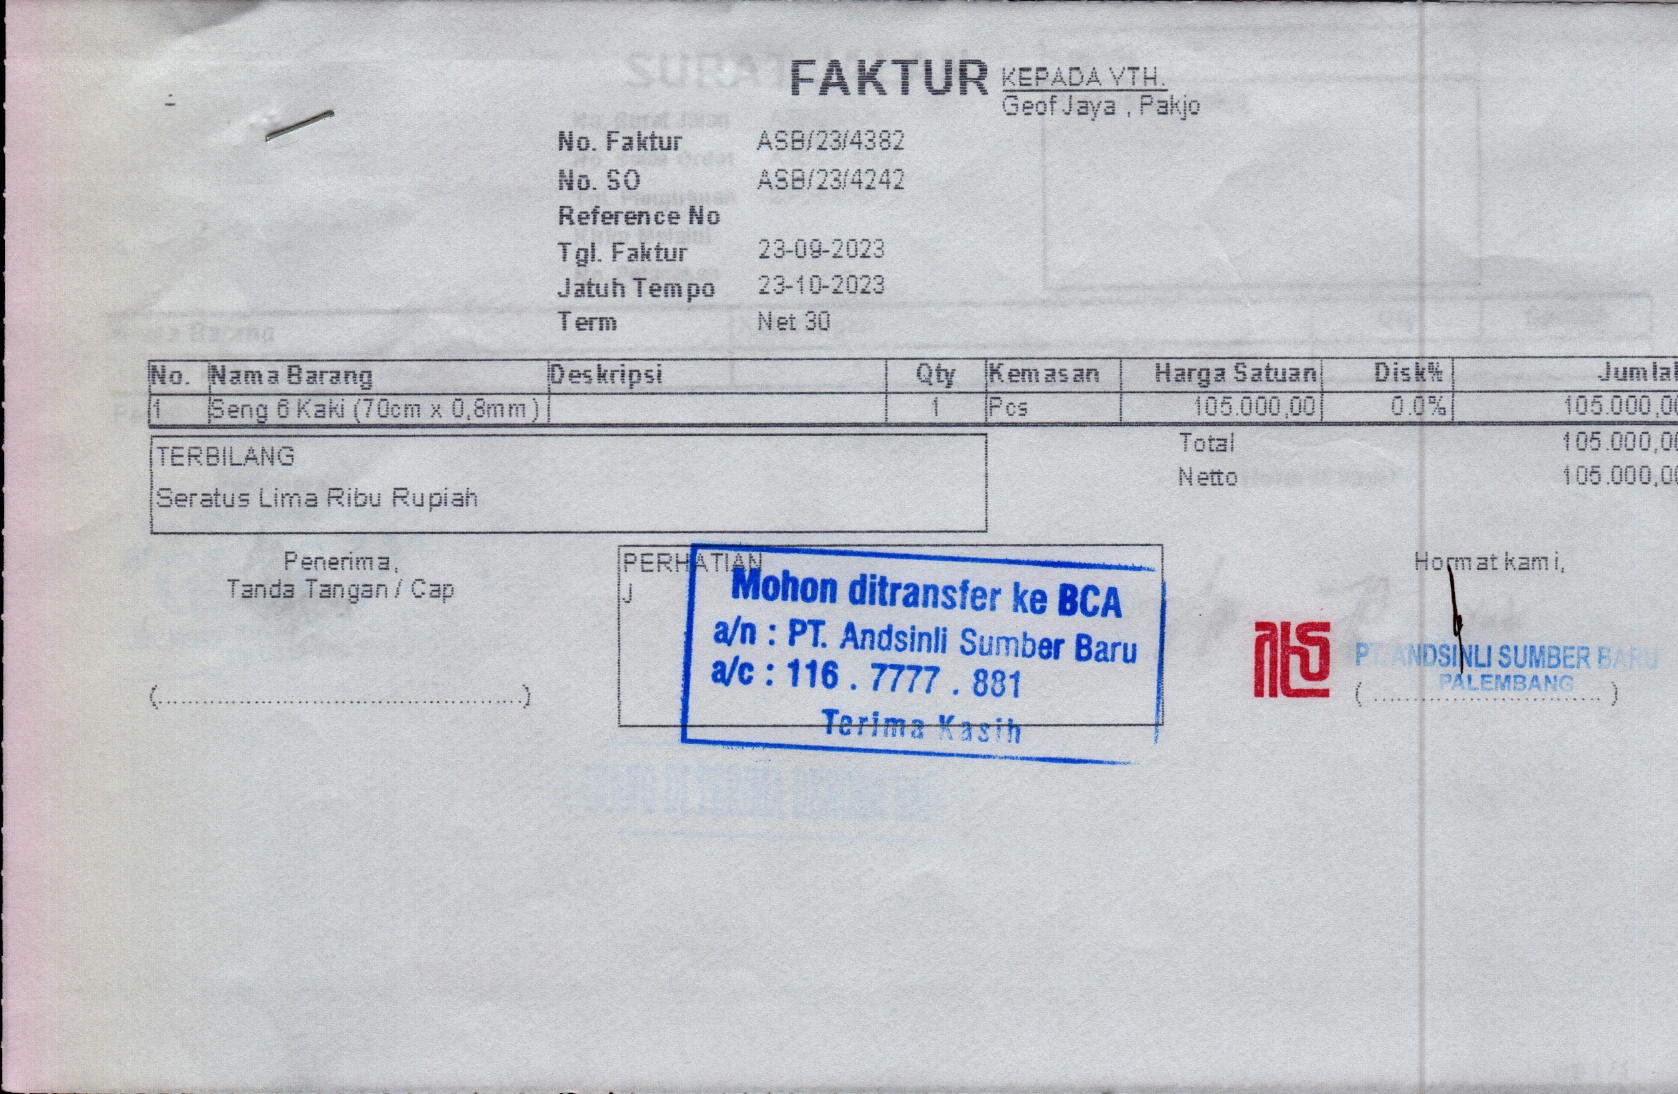 FAKTUR
KEPADA YTH.
Geof Jaya , Pakjo
No. Faktur ASB/23/4382
No. SO ASB/23/4242
Reference No
Tgl. Faktur 23-09-2023
Jatuh Tempo 23-10-2023
Term Net 30
No. Nama Barang Deskripsi Qty Kemasan Harga Satuan Disk% Jumla
1 Seng 6 Kaki (70cm x 0,8mm) 1 Pcs 105.000,00 0.0% 105.000,0
TERBILANG
Seratus Lima Ribu Rupiah
Total 105.000,0
Netto 105.000,0
Penerima,
Tanda Tangan / Cap
(............................................)
PERHATIAN
J
Mohon ditransfer ke BCA
a/n : PT. Andsinli Sumber Baru
a/c : 116 . 7777 . 881
Terima Kasih
Hormat kami,
PT. ANDSINLI SUMBER BARU
PALEMBANG
(............................)